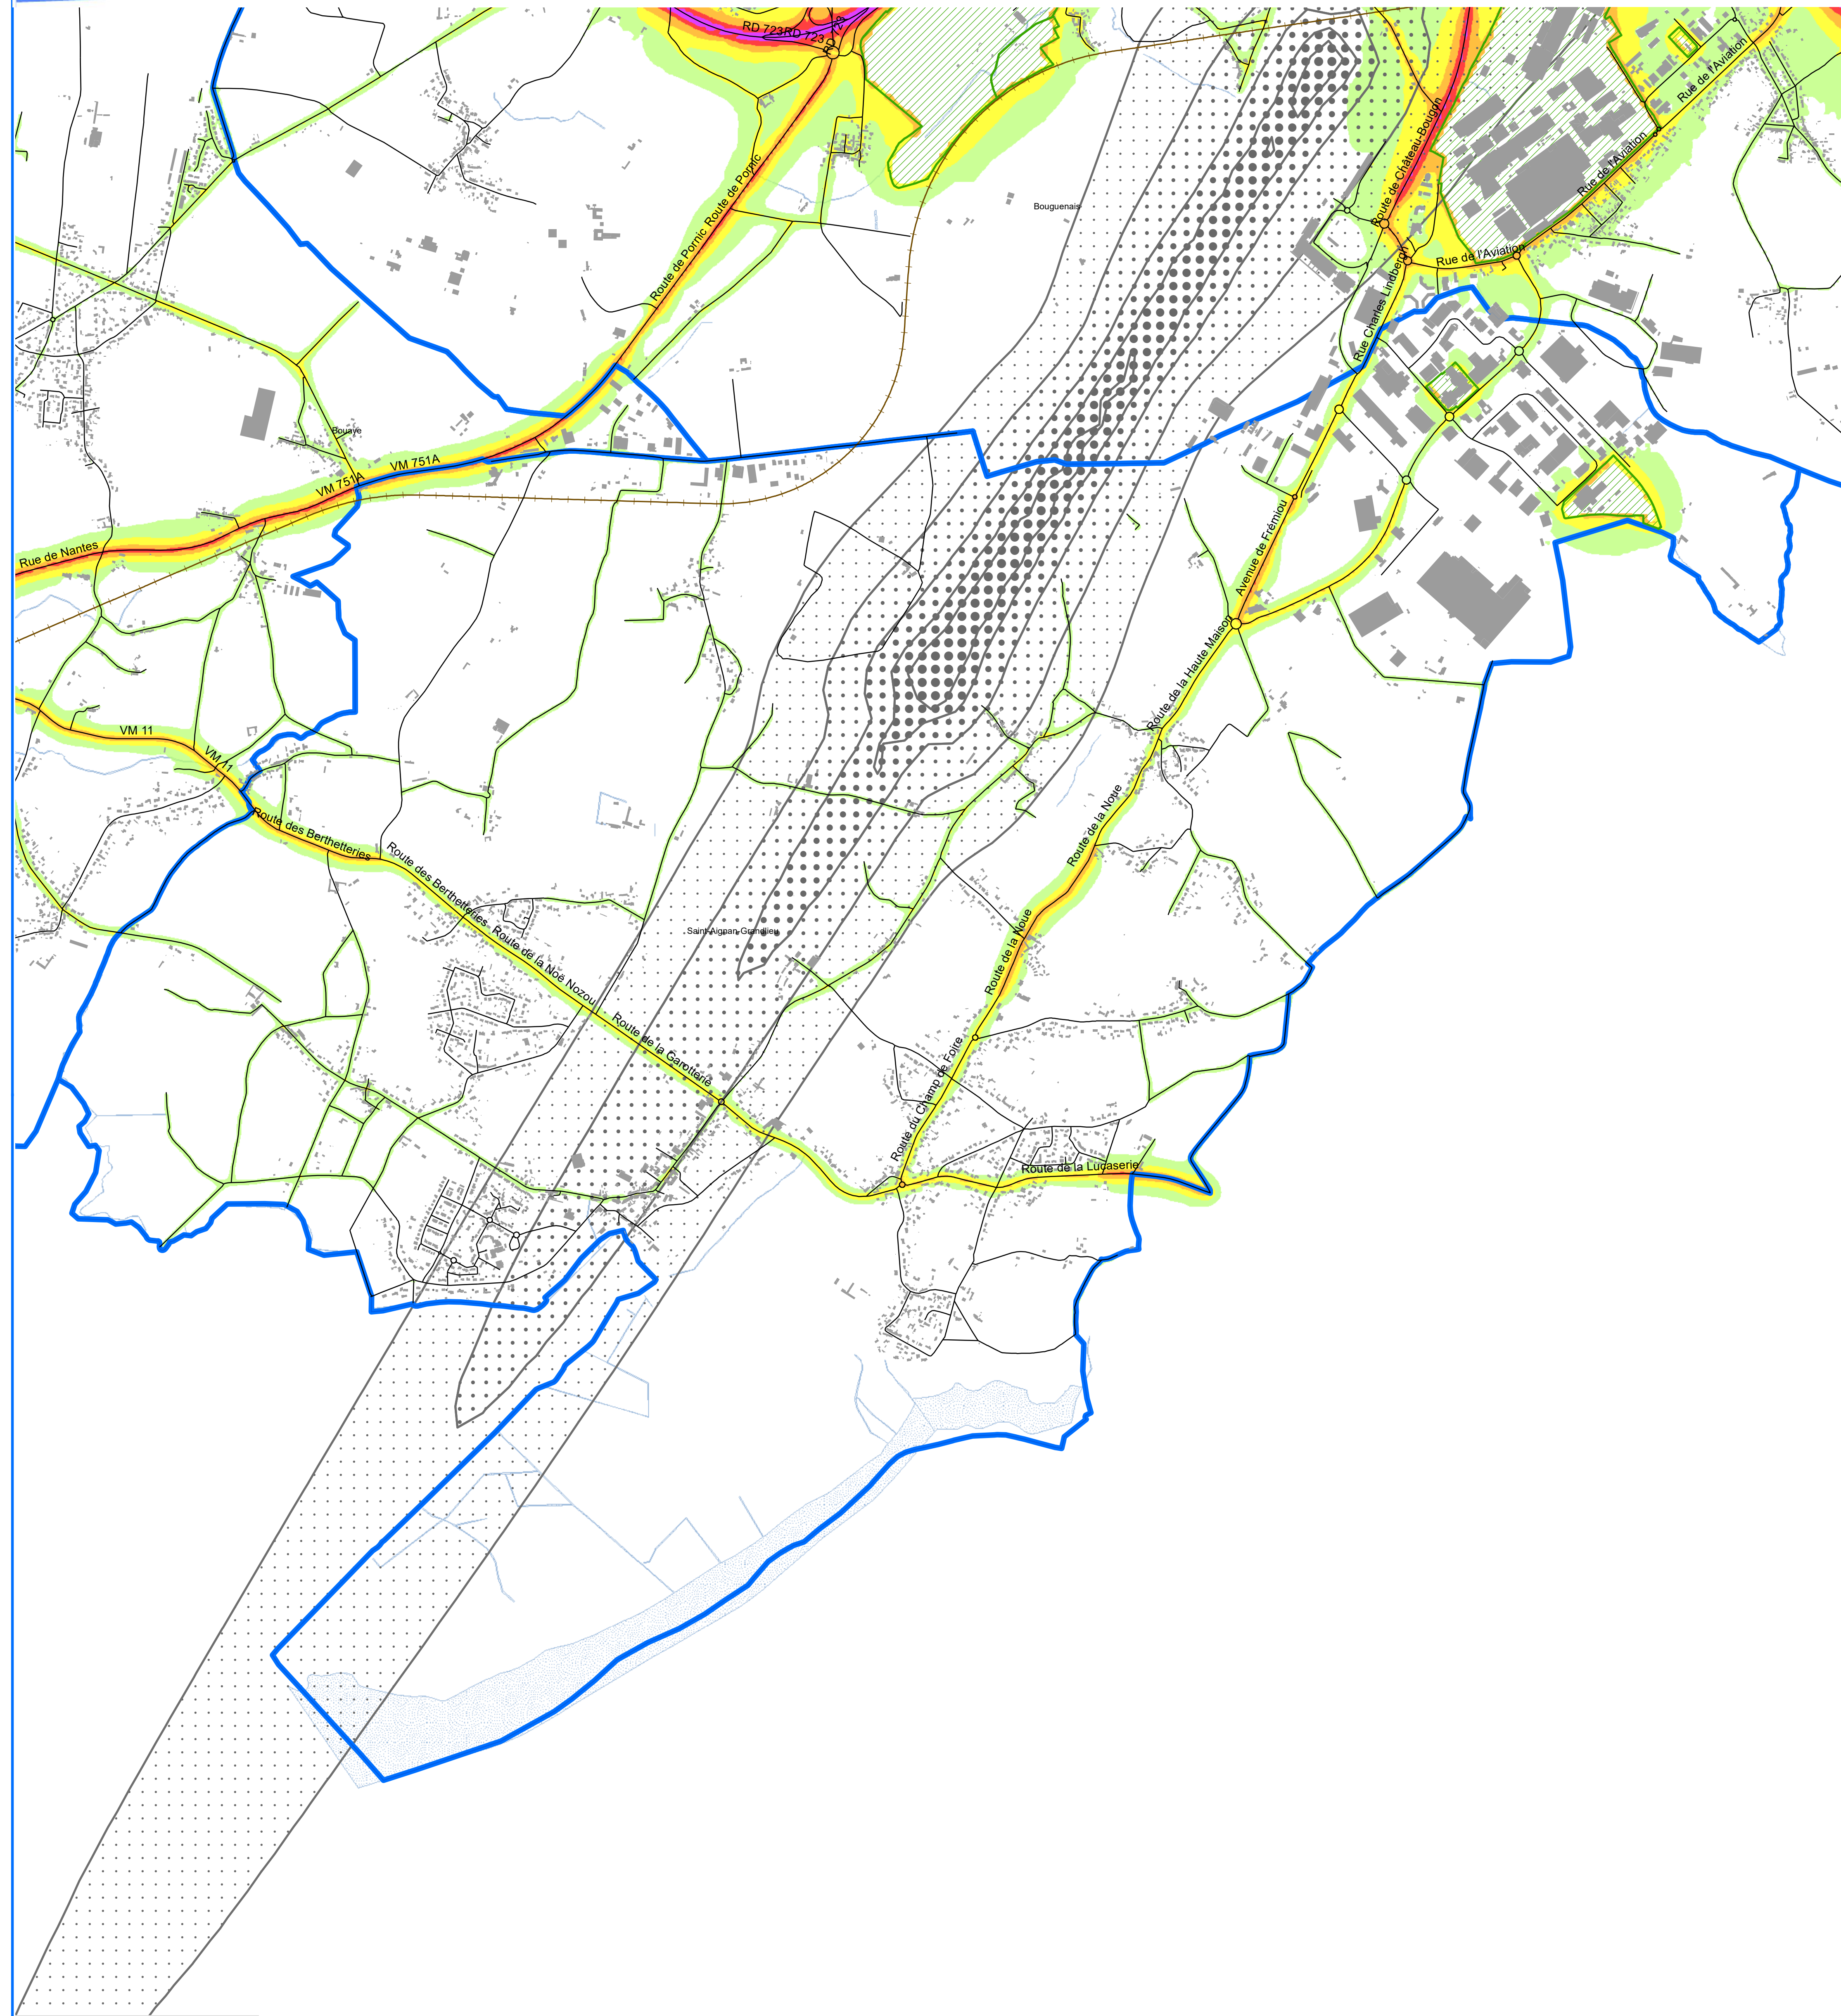 RD 723
RD 723
RD 723
Rue de l'Aviation
Route de Château-Bougon
Rue de l'Aviation
Route de Pornic
Route de Pornic
Bouguenais
Rue de l'Aviation
Rue Charles Lindbergh
Bouaye
VM 751A
VM 751A
Rue de Nantes
Avenue de Frémiou
Route de la Haute Maison
VM 11
VM 11
Route des Berthetteries
Route des Berthetteries
Route de la Noue
Route de la Noë Nozou
Saint-Aignan-Grandlieu
Route de la Noue
Route de la Garotterie
Route du Champ de Foire
Route de la Lucaserie